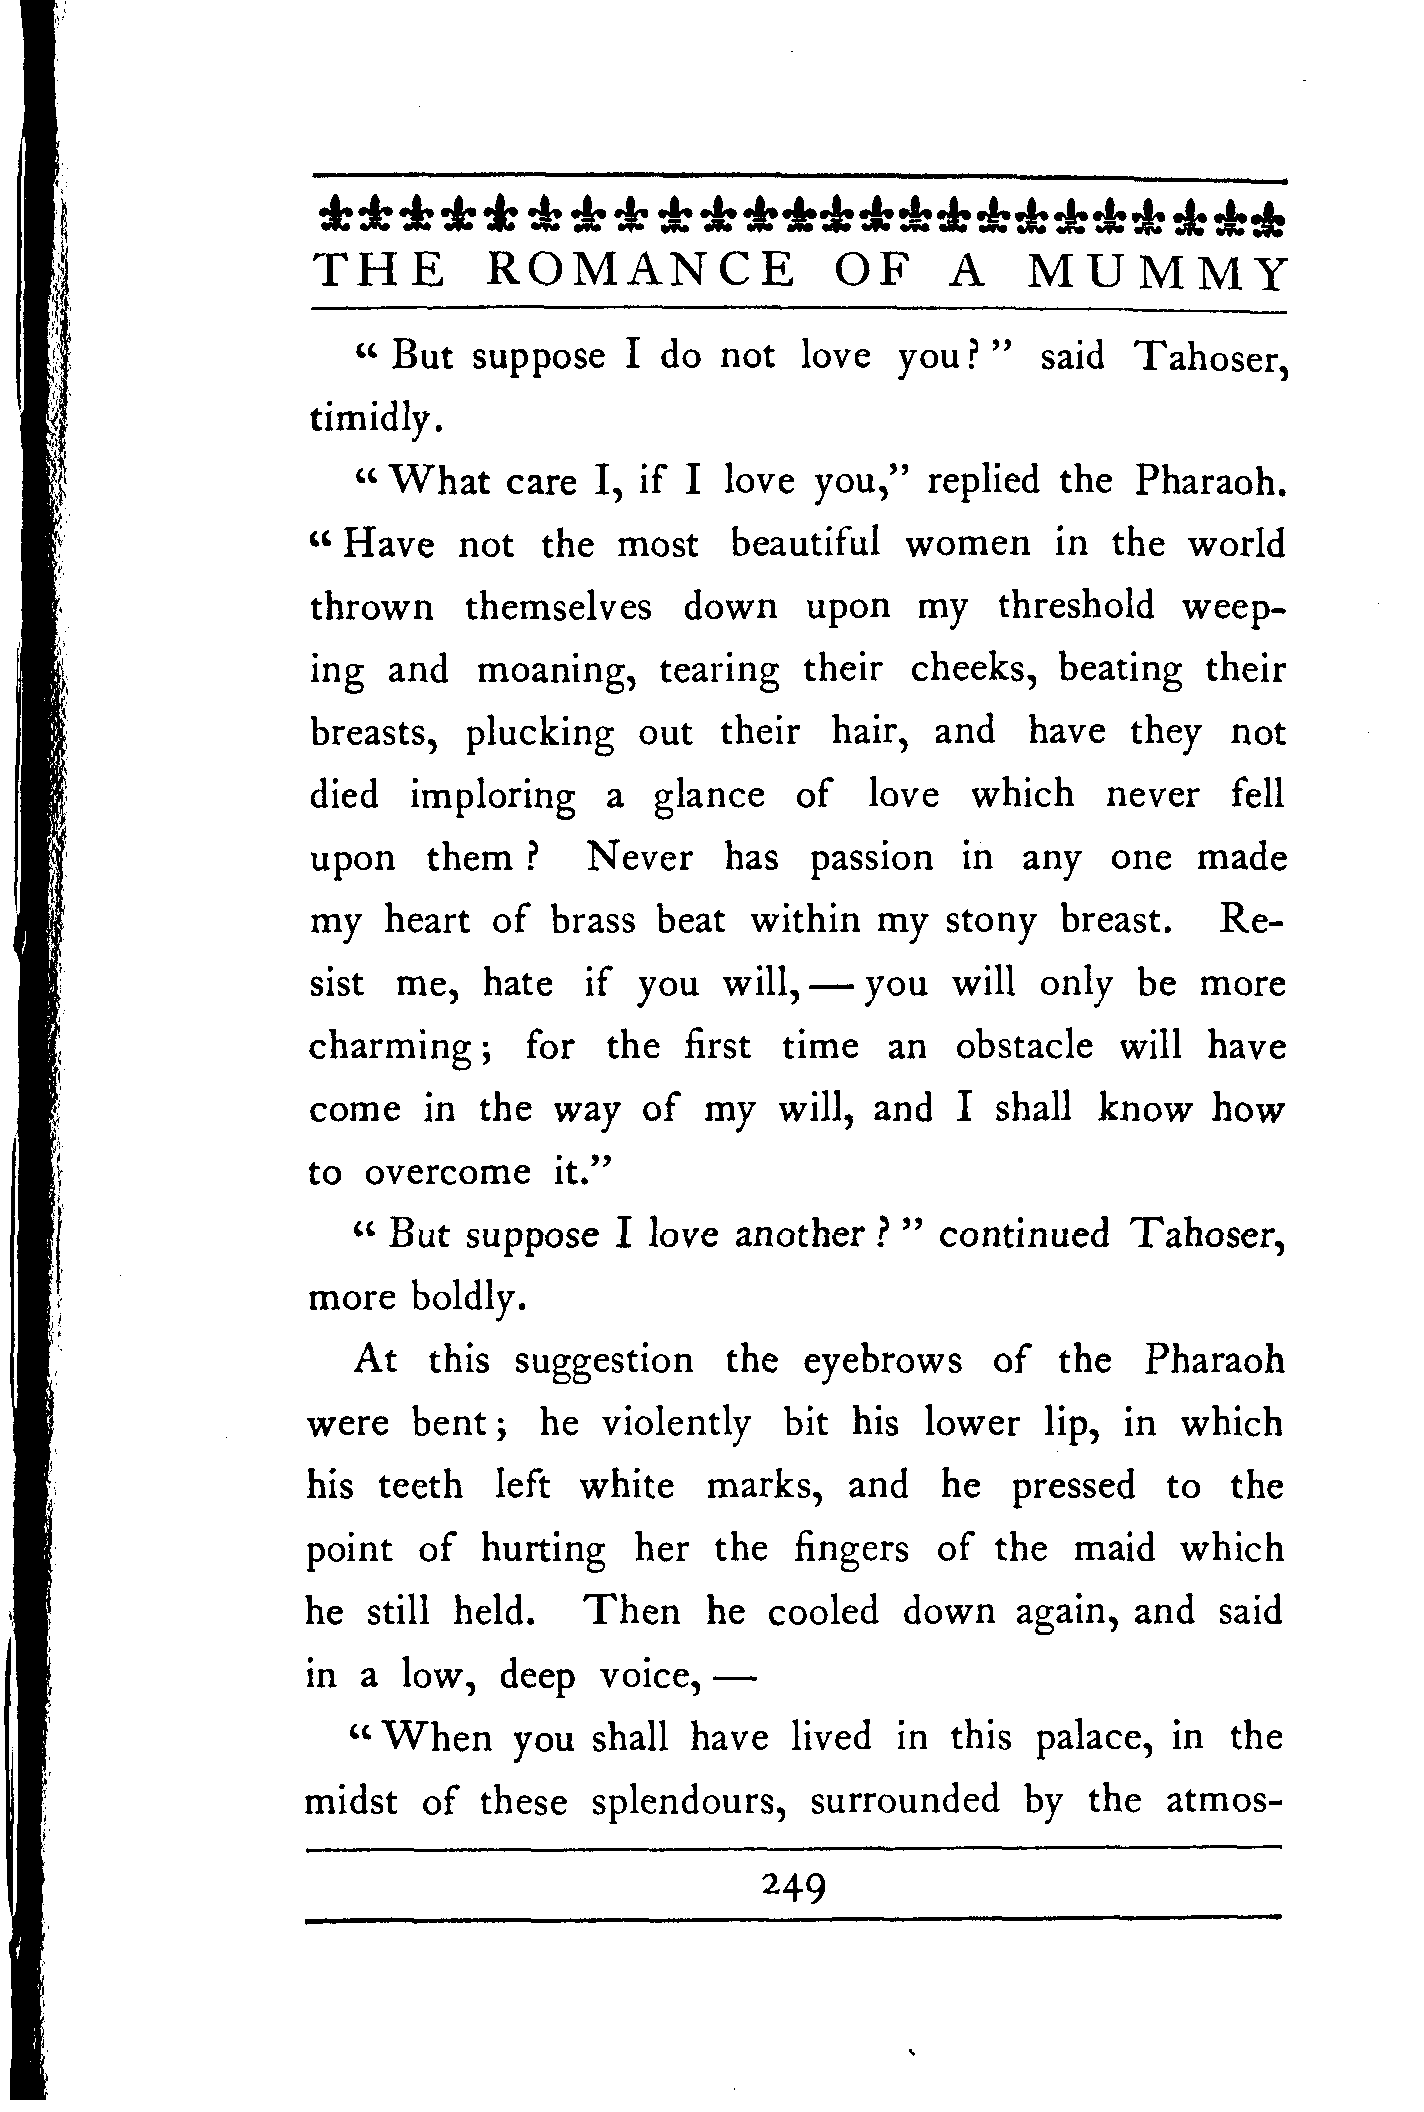 THE ROMANCE OF A MUMMY
“But suppose I do not love you?” said Tahoser,
timidly.
“What care I, if I love you,” replied the Pharaoh.
“Have not the most beautiful women in the world
thrown themselves down upon my threshold weep-
ing and moaning, tearing their cheeks, beating their
breasts, plucking out their hair, and have they not
died imploring a glance of love which never fell
upon them? Never has passion in any one made
my heart of brass beat within my stony breast. Re-
sist me, hate if you will,—you will only be more
charming; for the first time an obstacle will have
come in the way of my will, and I shall know how
to overcome it.”
“But suppose I love another?” continued Tahoser,
more boldly.
At this suggestion the eyebrows of the Pharaoh
were bent; he violently bit his lower lip, in which
his teeth left white marks, and he pressed to the
point of hurting her the fingers of the maid which
he still held. Then he cooled down again, and said
in a low, deep voice,—
“When you shall have lived in this palace, in the
midst of these splendours, surrounded by the atmos-
249